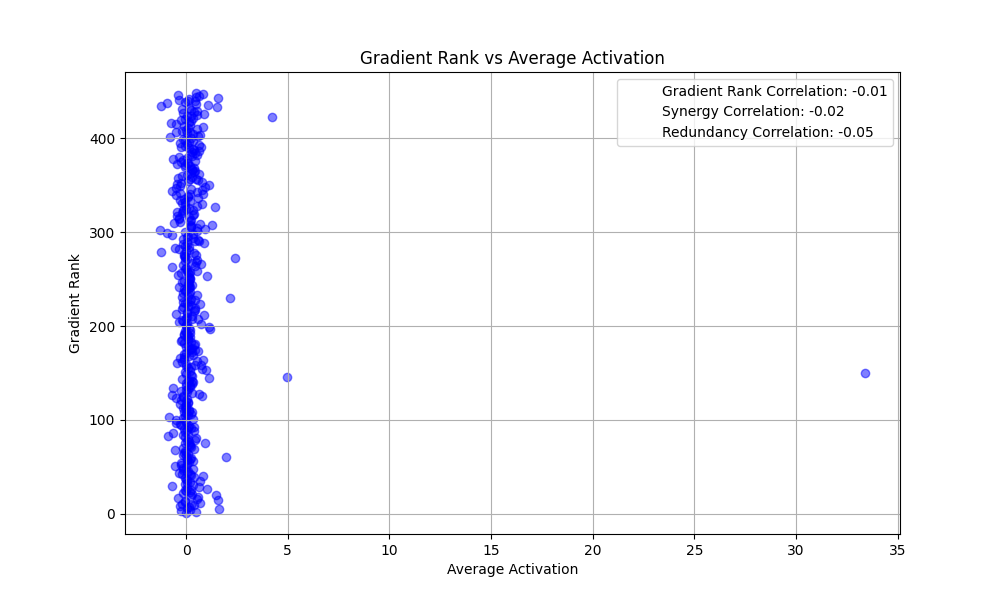 Gradient Rank vs Average Activation
Gradient Rank Correlation: -0.01
Synergy Correlation: -0.02
Redundancy Correlation: -0.05
400
300
200
100
0
Gradient Rank
0 5 10 15 20 25 30 35
Average Activation